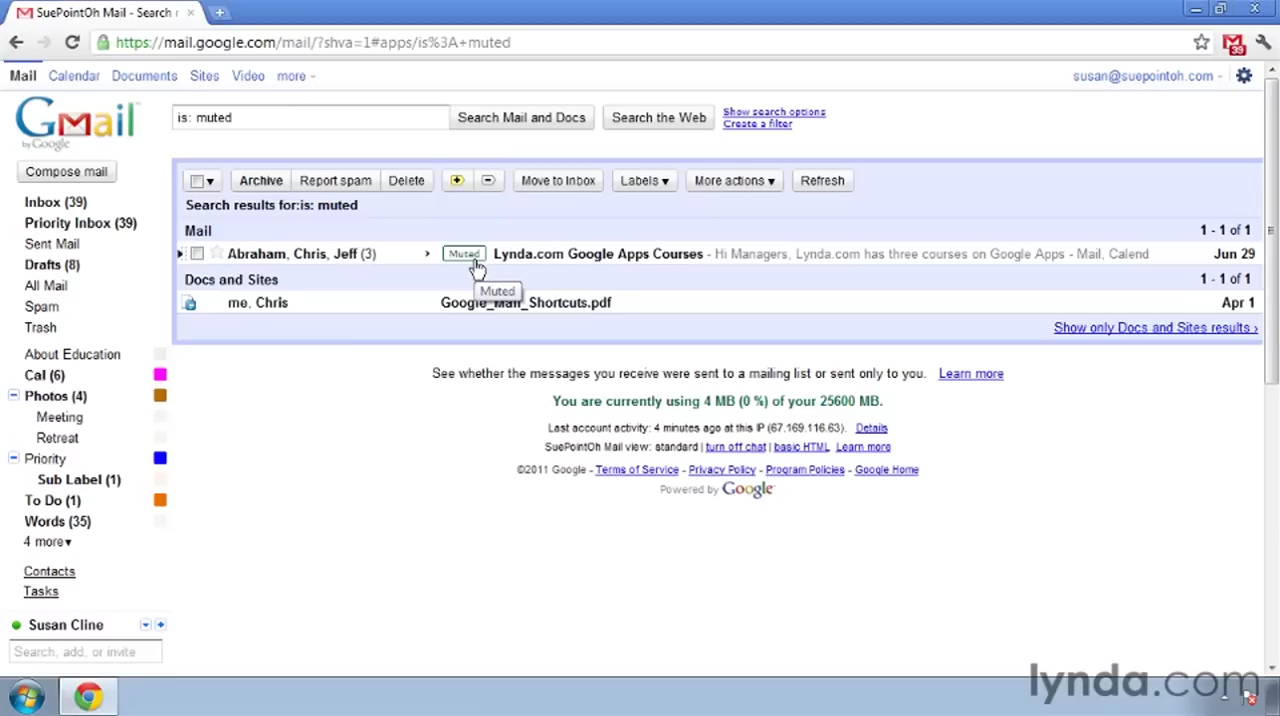 SuePointOh Mail - Search r
39
https://mail.google.com/mail/?shva=1#apps/is%3A+muted
Mail Calendar Documents Sites Video more
susan@suepointoh.com
Gmail
by Google
is: muted
Search Mail and Docs
Search the Web
Show search options
Create a filter
Compose mail
Archive Report spam Delete Move to Inbox Labels More actions Refresh
Search results for:is: muted
Mail 1 - 1 of 1
Abraham, Chris, Jeff (3) › Muted Lynda.com Google Apps Courses - Hi Managers, Lynda.com has three courses on Google Apps - Mail, Calend Jun 29
Docs and Sites 1 - 1 of 1
Muted
me, Chris Google_Mail_Shortcuts.pdf Apr 1
Show only Docs and Sites results ›
See whether the messages you receive were sent to a mailing list or sent only to you. Learn more
You are currently using 4 MB (0 %) of your 25600 MB.
Last account activity: 4 minutes ago at this IP (67.169.116.63). Details
SuePointOh Mail view: standard | turn off chat | basic HTML Learn more
©2011 Google - Terms of Service - Privacy Policy - Program Policies - Google Home
Powered by Google
Inbox (39)
Priority Inbox (39)
Sent Mail
Drafts (8)
All Mail
Spam
Trash
About Education
Cal (6)
Photos (4)
Meeting
Retreat
Priority
Sub Label (1)
To Do (1)
Words (35)
4 more
Contacts
Tasks
Susan Cline
Search, add, or invite
lynda.com